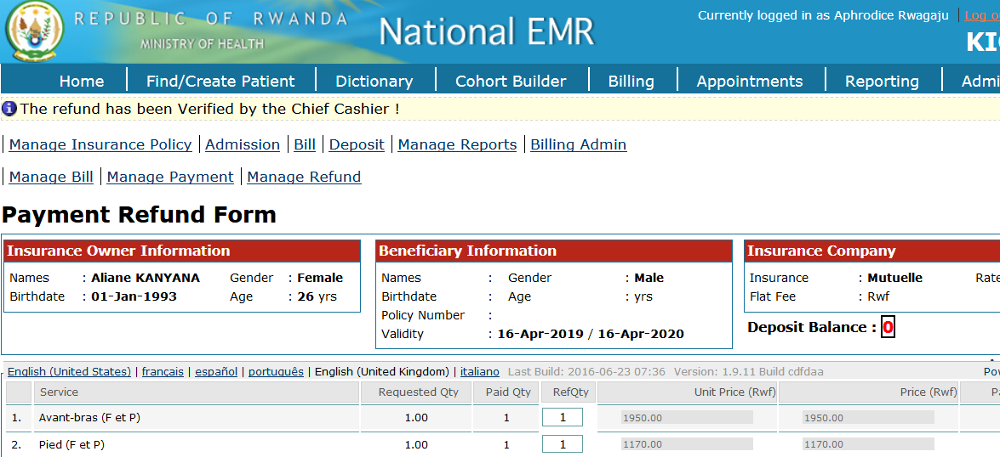 REPUBLIC OF RWANDA
MINISTRY OF HEALTH
National EMR
Currently logged in as Aphrodice Rwagaju | Log o
KI
Home | Find/Create Patient | Dictionary | Cohort Builder | Billing | Appointments | Reporting | Admi
The refund has been Verified by the Chief Cashier !
| Manage Insurance Policy | Admission | Bill | Deposit | Manage Reports | Billing Admin
| Manage Bill | Manage Payment | Manage Refund
Payment Refund Form
Insurance Owner Information
Names : Aliane KANYANA Gender : Female
Birthdate : 01-Jan-1993 Age : 26 yrs
Beneficiary Information
Names : Gender : Male
Birthdate : Age : yrs
Policy Number :
Validity : 16-Apr-2019 / 16-Apr-2020
Insurance Company
Insurance : Mutuelle Rate
Flat Fee : Rwf
Deposit Balance : 0
English (United States) | français | español | português | English (United Kingdom) | italiano Last Build: 2016-06-23 07:36 Version: 1.9.11 Build cdfdaa Pow
Service Requested Qty Paid Qty RefQty Unit Price (Rwf) Price (Rwf) Pa
1. Avant-bras (F et P) 1.00 1 1 1950.00 1950.00
2. Pied (F et P) 1.00 1 1 1170.00 1170.00